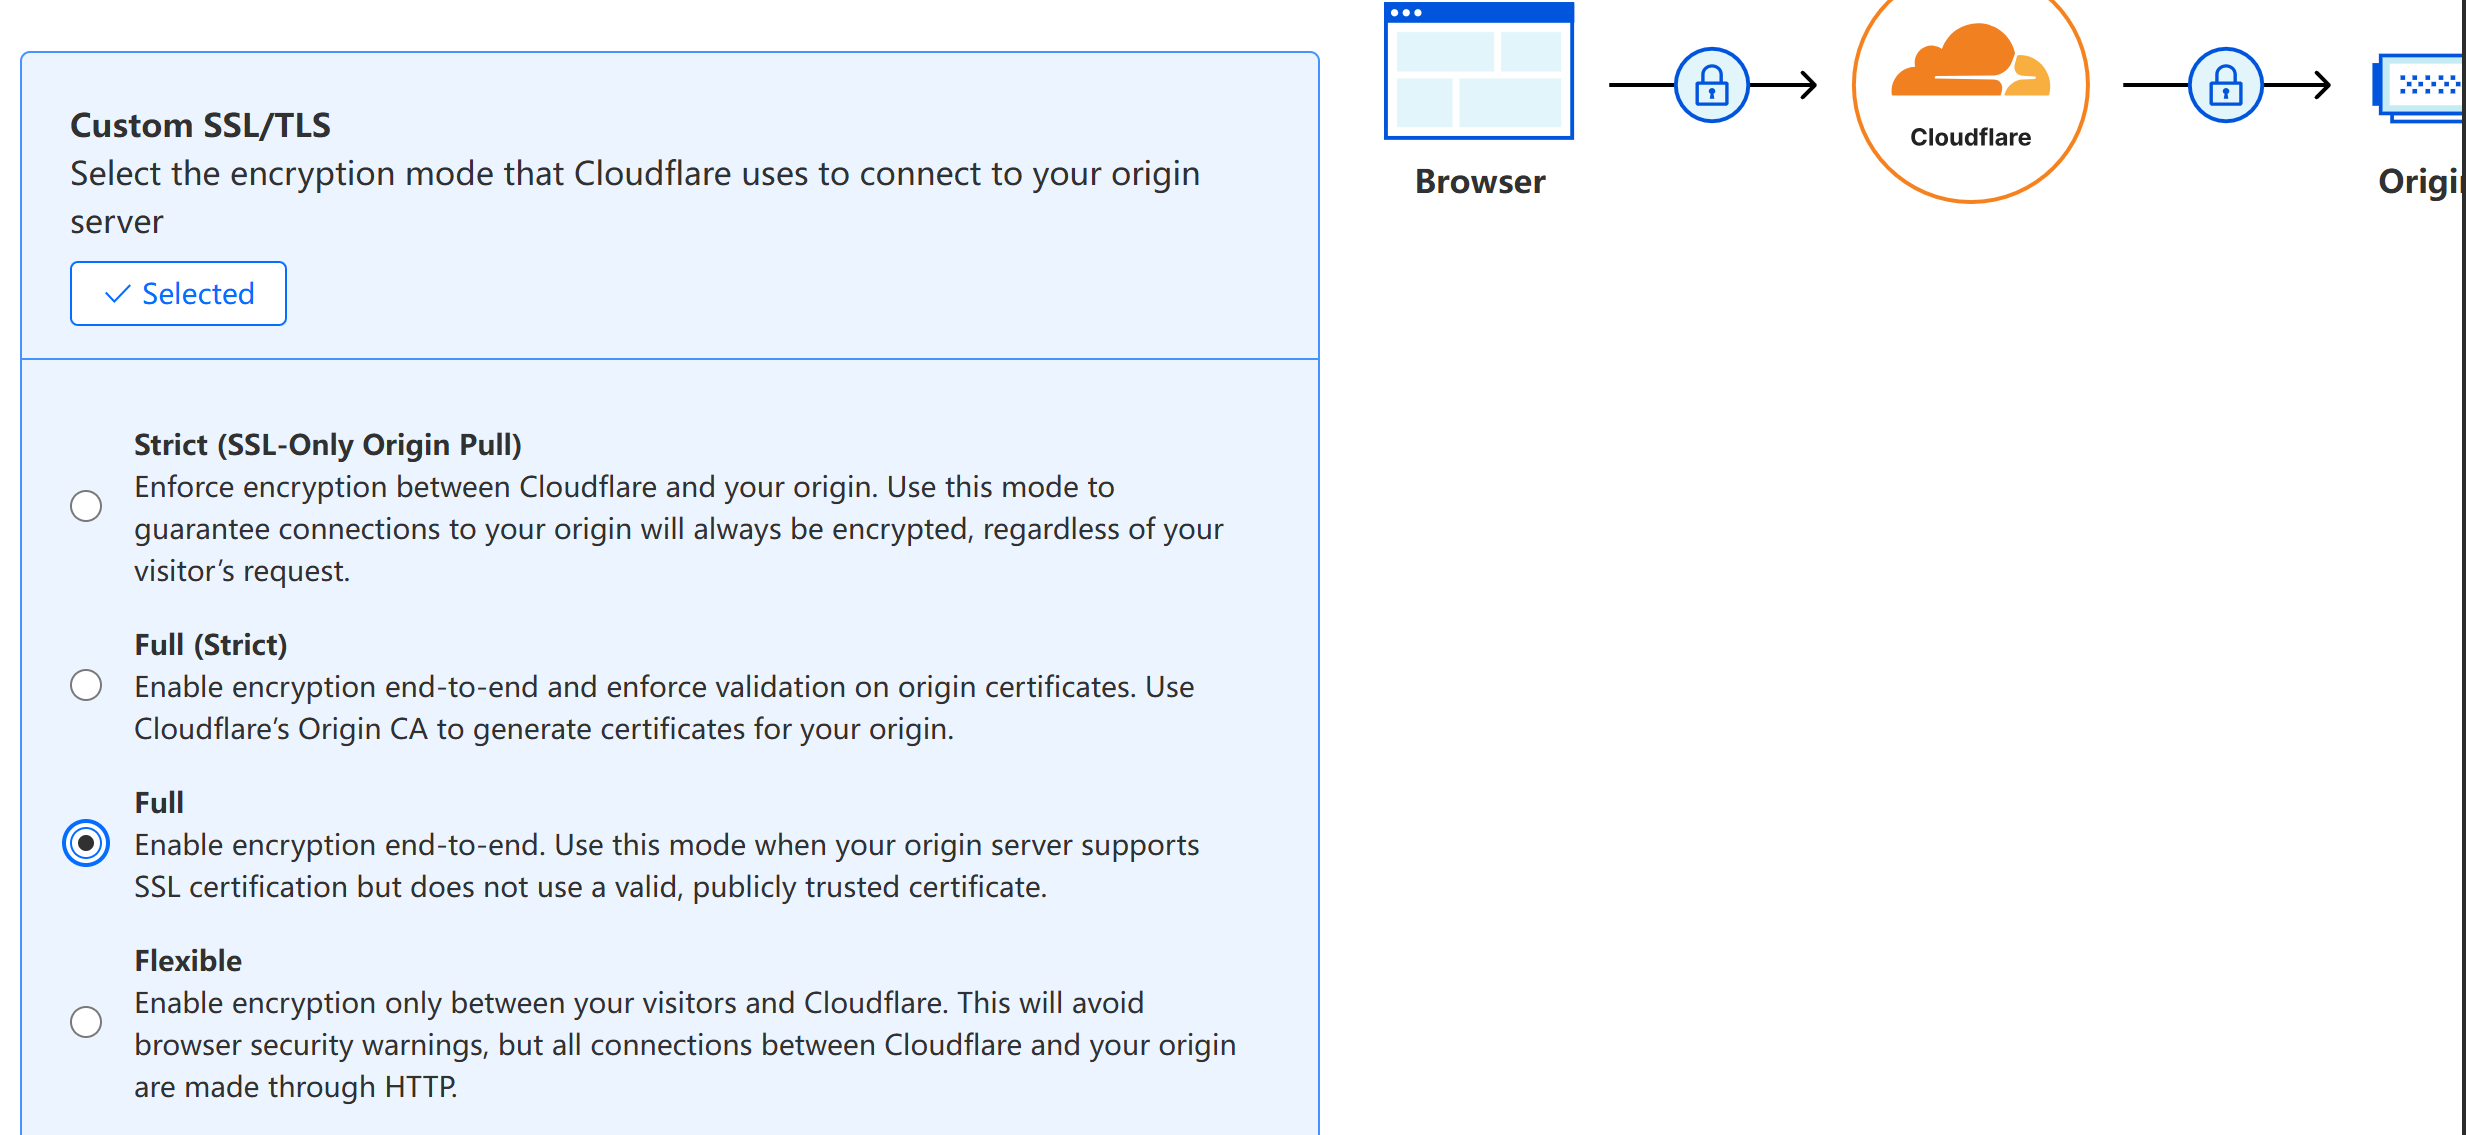 Custom SSL/TLS
Select the encryption mode that Cloudflare uses to connect to your origin
server
Selected
Strict (SSL-Only Origin Pull)
Enforce encryption between Cloudflare and your origin. Use this mode to
guarantee connections to your origin will always be encrypted, regardless of your
visitor’s request.
Full (Strict)
Enable encryption end-to-end and enforce validation on origin certificates. Use
Cloudflare’s Origin CA to generate certificates for your origin.
Full
Enable encryption end-to-end. Use this mode when your origin server supports
SSL certification but does not use a valid, publicly trusted certificate.
Flexible
Enable encryption only between your visitors and Cloudflare. This will avoid
browser security warnings, but all connections between Cloudflare and your origin
are made through HTTP.
Browser
Cloudflare